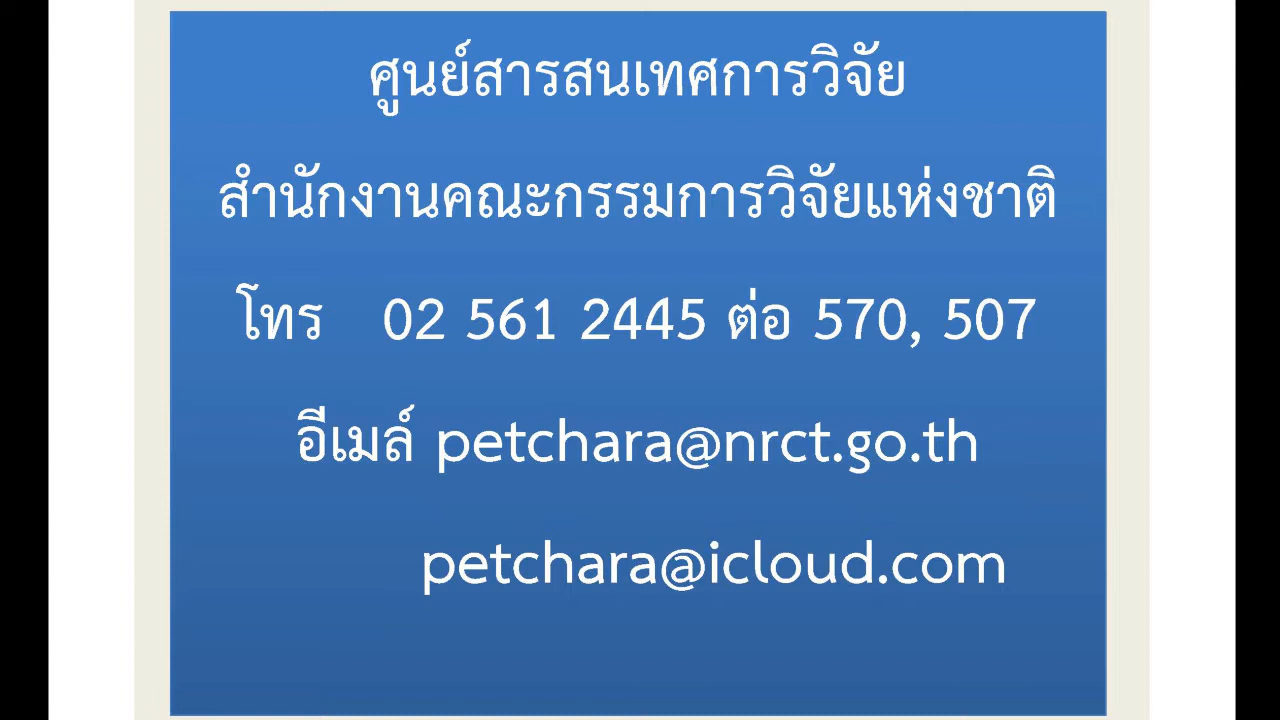 ศูนย์สารสนเทศการวิจัย
สำนักงานคณะกรรมการวิจัยแห่งชาติ
โทร 02 561 2445 ต่อ 570, 507
อีเมล์ petchara@nrct.go.th
petchara@icloud.com